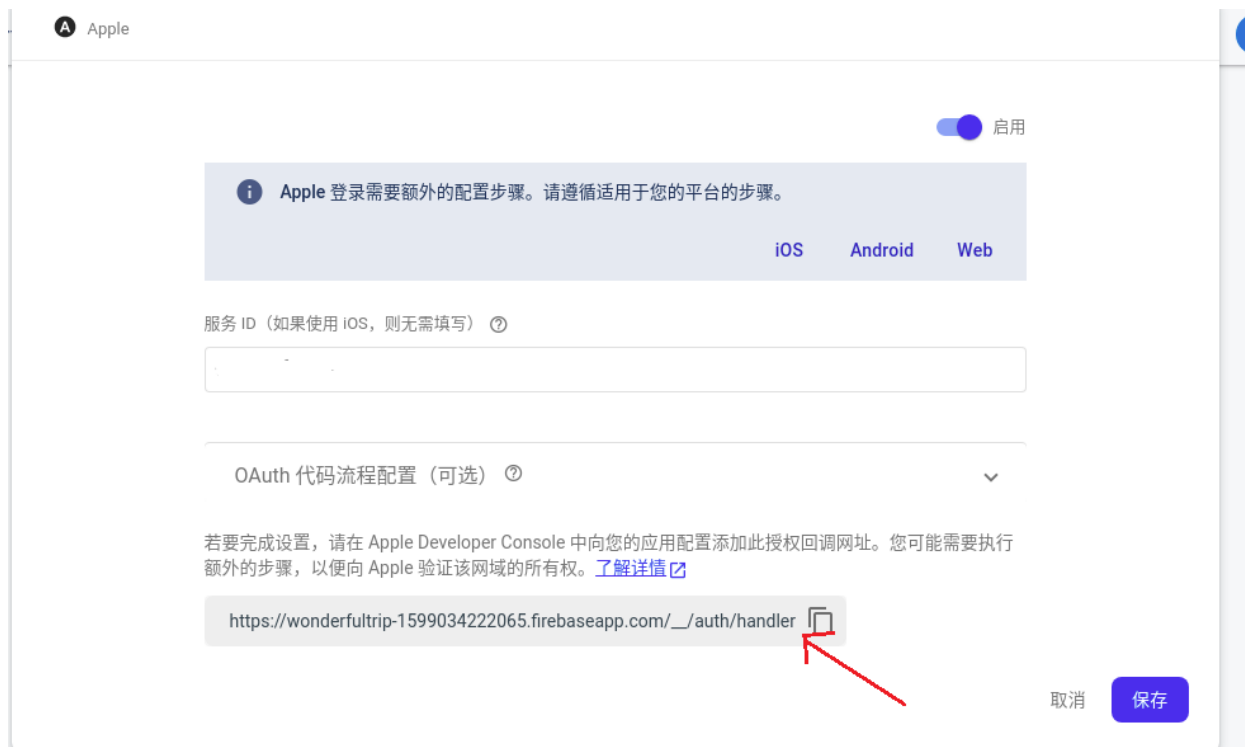 Apple
启用
Apple 登录需要额外的配置步骤。请遵循适用于您的平台的步骤。
iOS Android Web
服务 ID（如果使用 iOS，则无需填写）
OAuth 代码流程配置（可选）
若要完成设置，请在 Apple Developer Console 中向您的应用配置添加此授权回调网址。您可能需要执行
额外的步骤，以便向 Apple 验证该网域的所有权。了解详情
https://wonderfultrip-1599034222065.firebaseapp.com/__/auth/handler
取消 保存